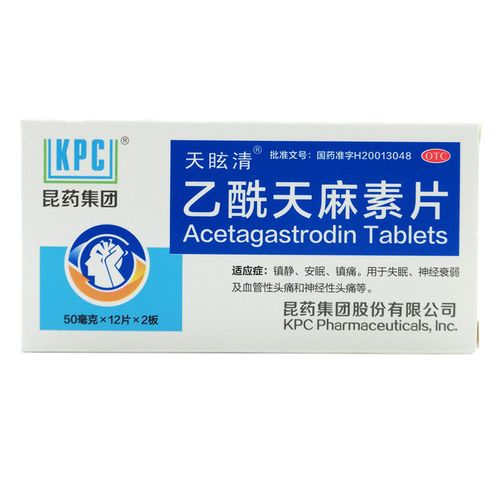 KPC®
昆药集团
天眩清® 批准文号：国药准字H20013048 OTC
乙酰天麻素片
Acetagastrodin Tablets
适应症：镇静、安眠、镇痛。用于失眠、神经衰弱
及血管性头痛和神经性头痛等。
50毫克×12片×2板
昆药集团股份有限公司
KPC Pharmaceuticals, Inc.